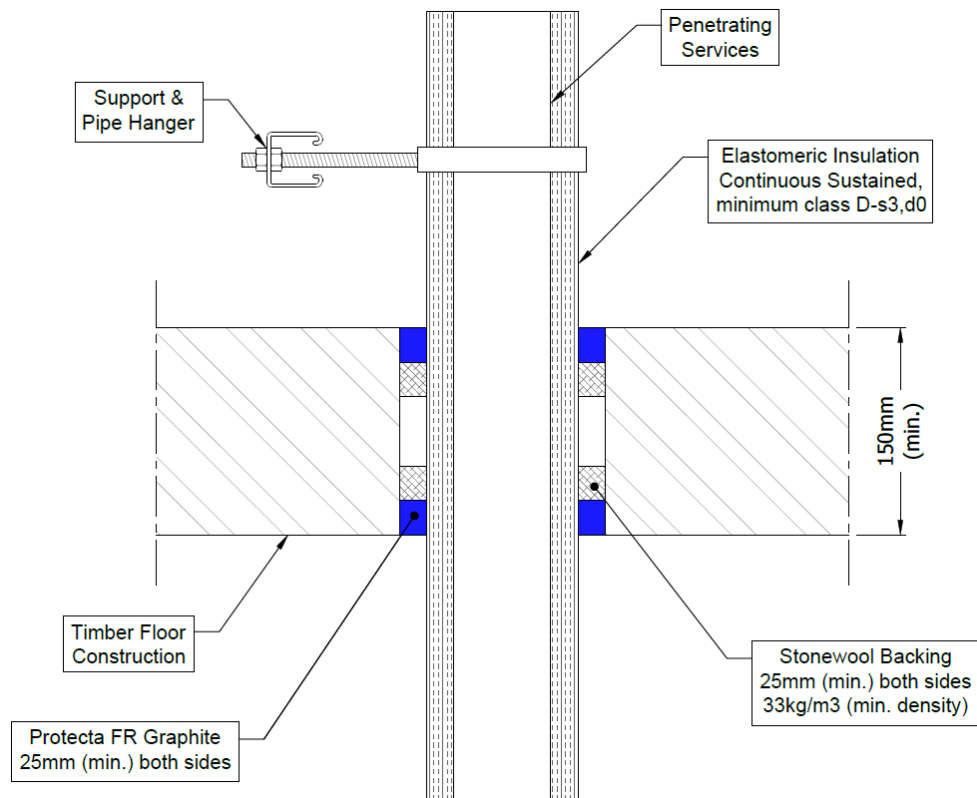 Penetrating
Services
Support &
Pipe Hanger
Elastomeric Insulation
Continuous Sustained,
minimum class D-s3,d0
150mm
(min.)
Timber Floor
Construction
Stonewool Backing
25mm (min.) both sides
33kg/m3 (min. density)
Protecta FR Graphite
25mm (min.) both sides